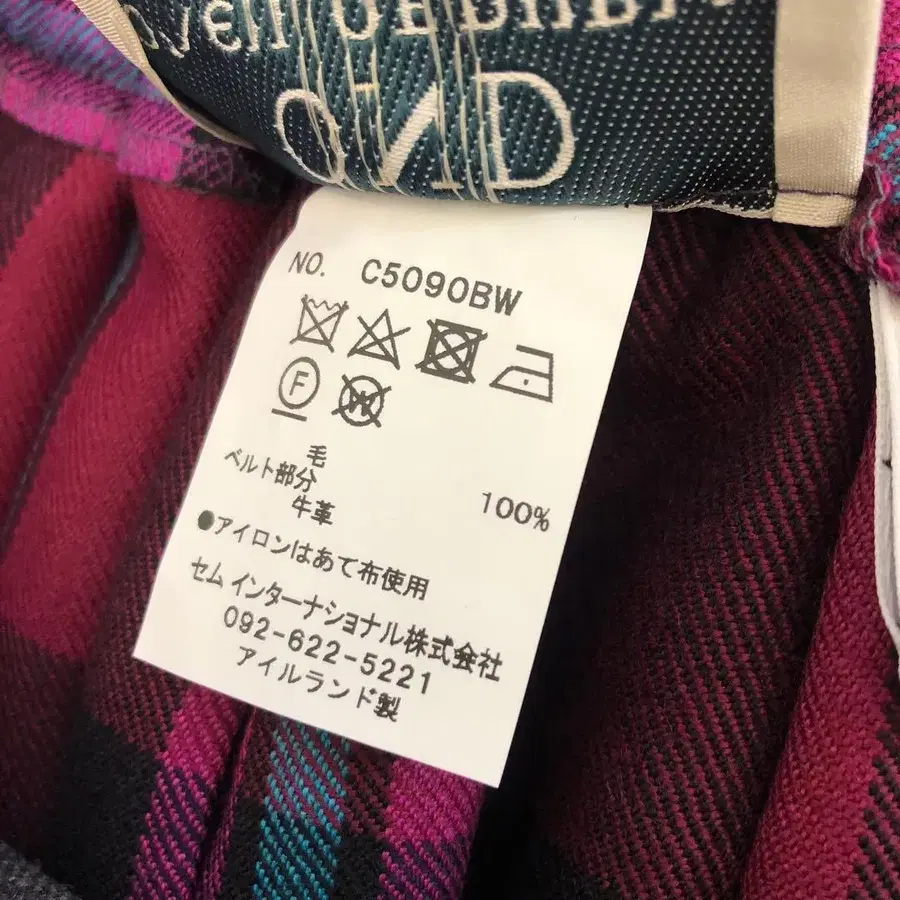 NO. C5090BW
F
W
毛 100%
ベルト部分
牛革
●アイロンはあて布使用
セム インターナショナル株式会社
092-622-5221
アイルランド製